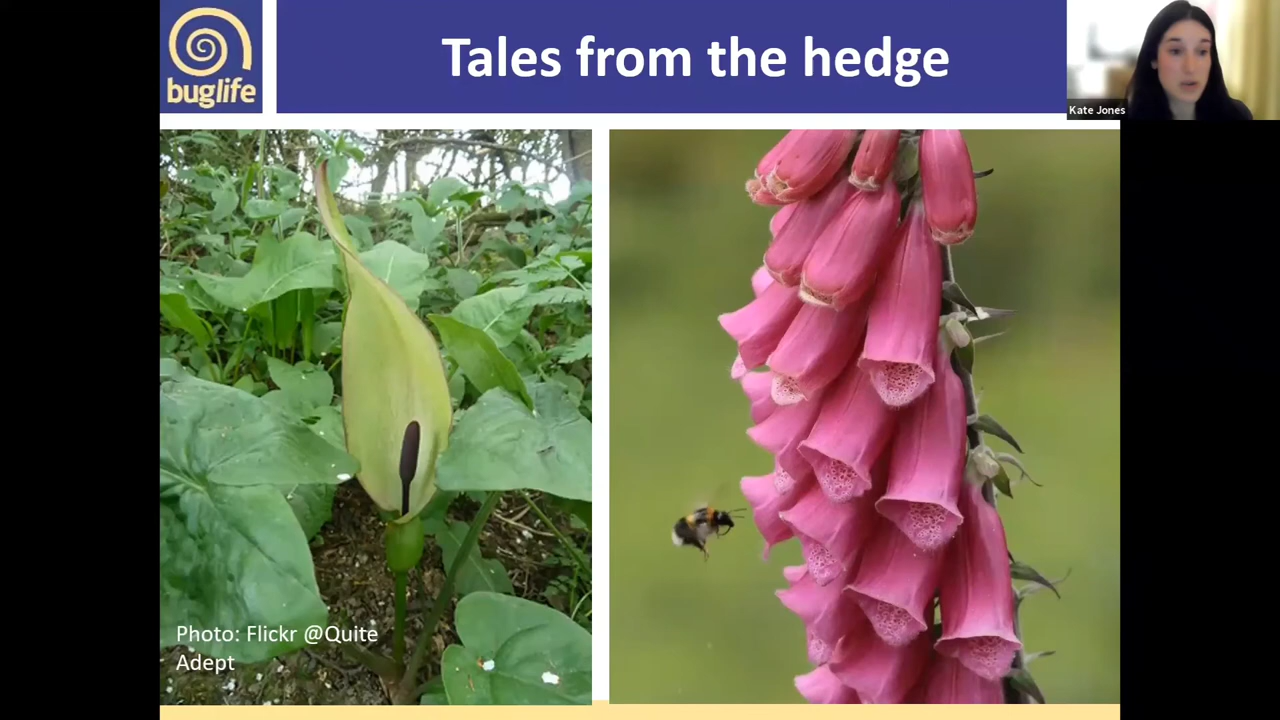 buglife
Tales from the hedge
Kate Jones
Photo: Flickr @Quite
Adept